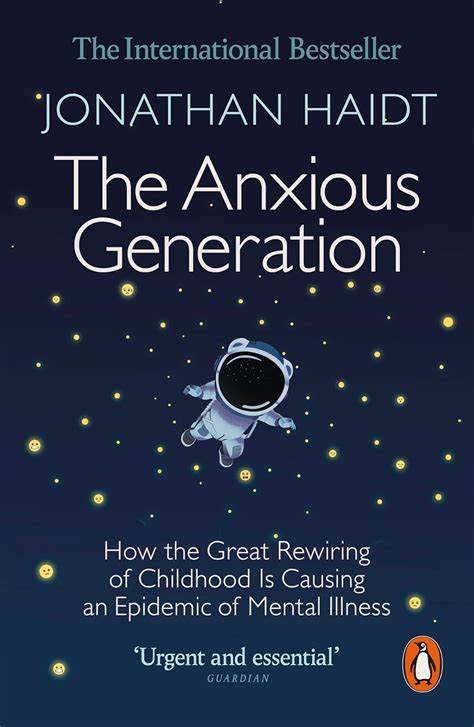 The International Bestseller
JONATHAN HAIDT
The Anxious
Generation
How the Great Rewiring
of Childhood Is Causing
an Epidemic of Mental Illness
‘Urgent and essential’
GUARDIAN